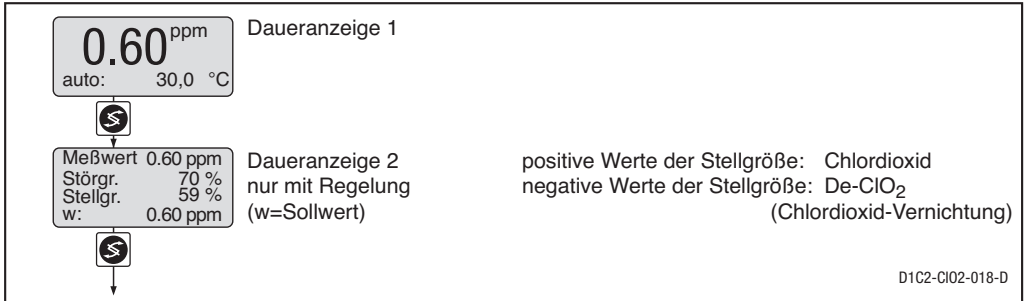 0.60 ppm
auto: 30,0 °C
Daueranzeige 1
Meßwert 0.60 ppm
Störgr. 70 %
Stellgr. 59 %
w: 0.60 ppm
Daueranzeige 2
nur mit Regelung
(w=Sollwert)
positive Werte der Stellgröße: Chlordioxid
negative Werte der Stellgröße: De-ClO₂
(Chlordioxid-Vernichtung)
D1C2-ClO2-018-D